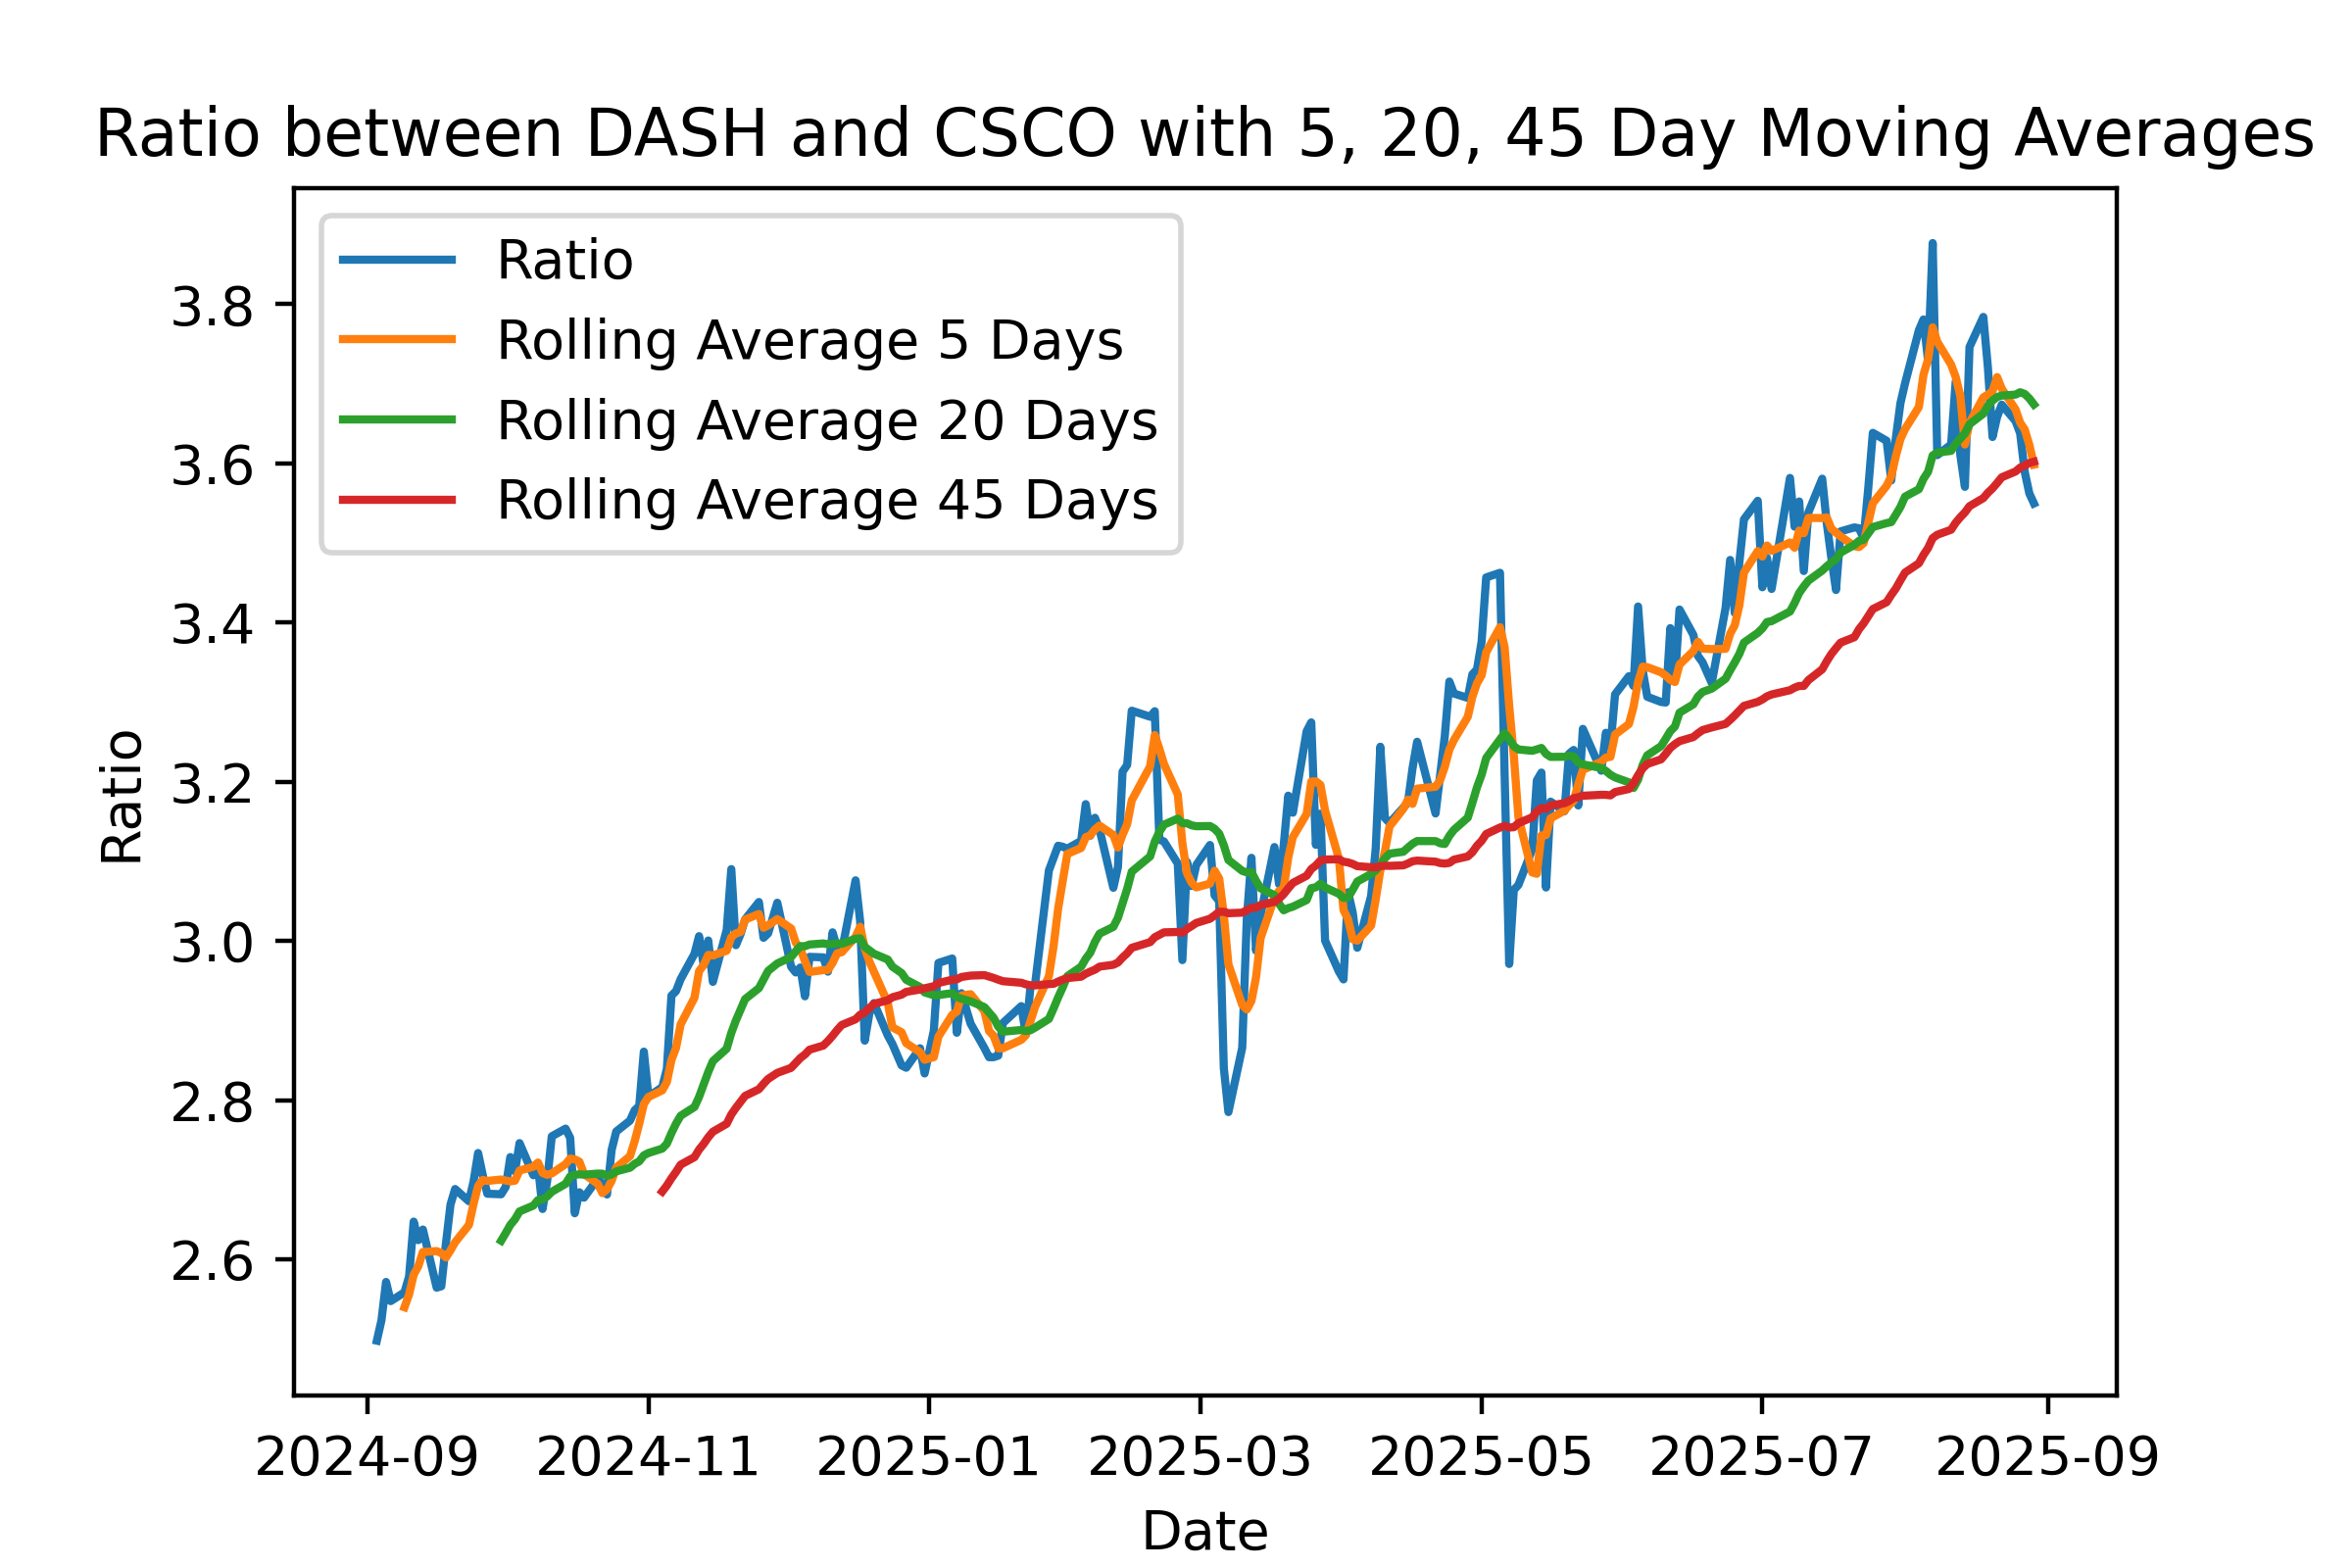 Ratio between DASH and CSCO with 5, 20, 45 Day Moving Averages
Ratio
Rolling Average 5 Days
Rolling Average 20 Days
Rolling Average 45 Days
3.8
3.6
3.4
3.2
3.0
2.8
2.6
Ratio
2024-09 2024-11 2025-01 2025-03 2025-05 2025-07 2025-09
Date